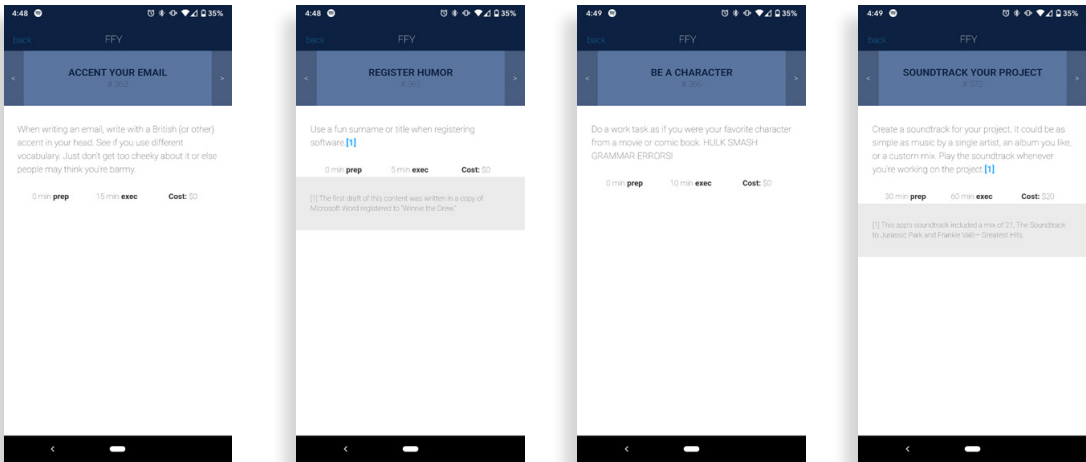 4:48 35%
back FFY
< ACCENT YOUR EMAIL >
When writing an email, write with a British (or other)
accent in your head. See if you use different
vocabulary. Just don't get too cheeky about it or else
people may think you're barmy.
0 min prep 15 min exec Cost: $0
4:48 35%
back FFY
< REGISTER HUMOR >
Use a fun surname or title when registering
software.[1]
0 min prep 5 min exec Cost: $0
[1] The first draft of this content was written in a copy of
Microsoft Word registered to "Winnie the Drew."
4:49 35%
back FFY
< BE A CHARACTER >
# 366
Do a work task as if you were your favorite character
from a movie or comic book. HULK SMASH
GRAMMAR ERRORS!
0 min prep 10 min exec Cost: $0
4:49 35%
back FFY
< SOUNDTRACK YOUR PROJECT >
# 372
Create a soundtrack for your project. It could be as
simple as music by a single artist, an album you like,
or a custom mix. Play the soundtrack whenever
you're working on the project.[1]
30 min prep 60 min exec Cost: $20
[1] This app's soundtrack included a mix of 21, The Soundtrack
to Jurassic Park and Frankie Valli— Greatest Hits.